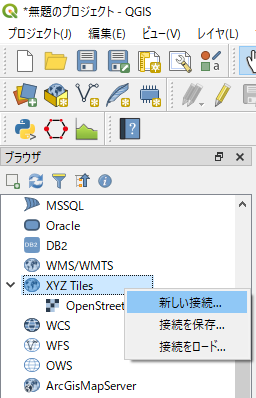 *無題のプロジェクト - QGIS
プロジェクト(J) 編集(E) ビュー(V) レイヤ(L)
ブラウザ
MSSQL
Oracle
DB2 DB2
WMS/WMTS
XYZ Tiles
OpenStreet
新しい接続...
接続を保存...
接続をロード...
WCS
WFS
OWS
ArcGisMapServer